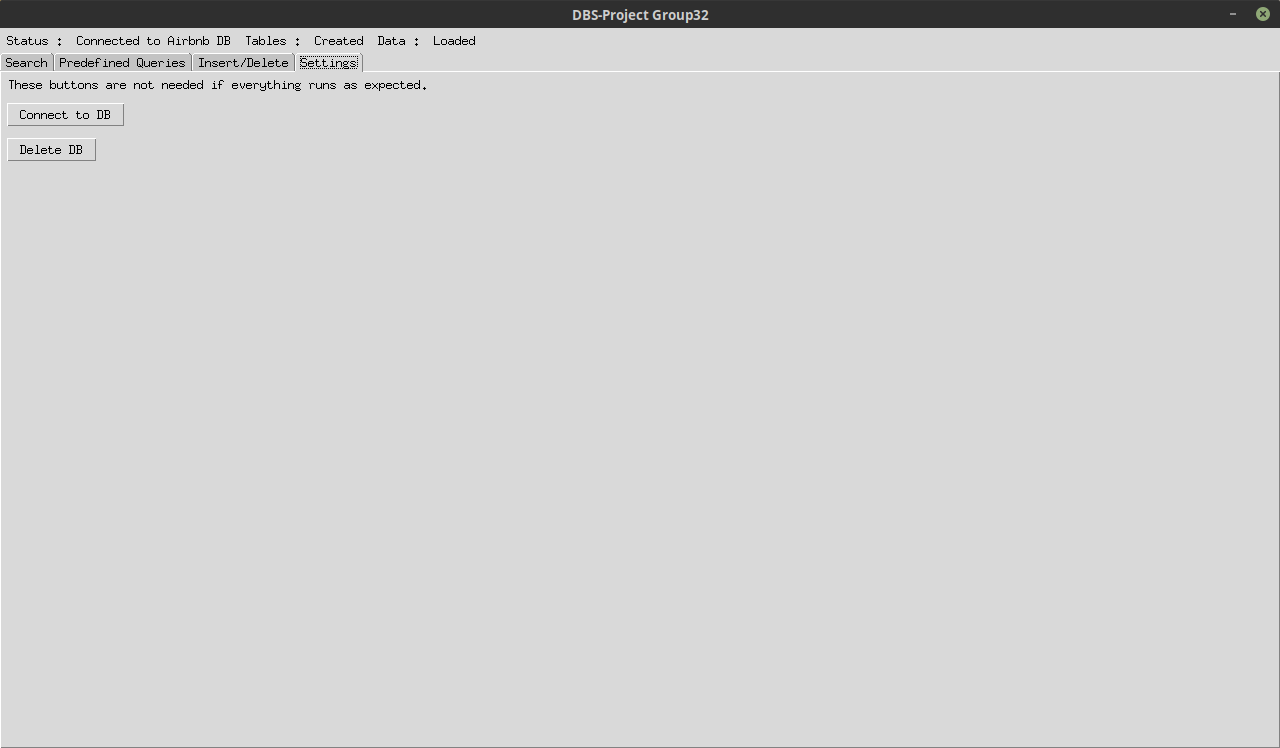 DBS-Project Group32
Status : Connected to Airbnb DB Tables : Created Data : Loaded
Search Predefined Queries Insert/Delete Settings
These buttons are not needed if everything runs as expected.
Connect to DB
Delete DB